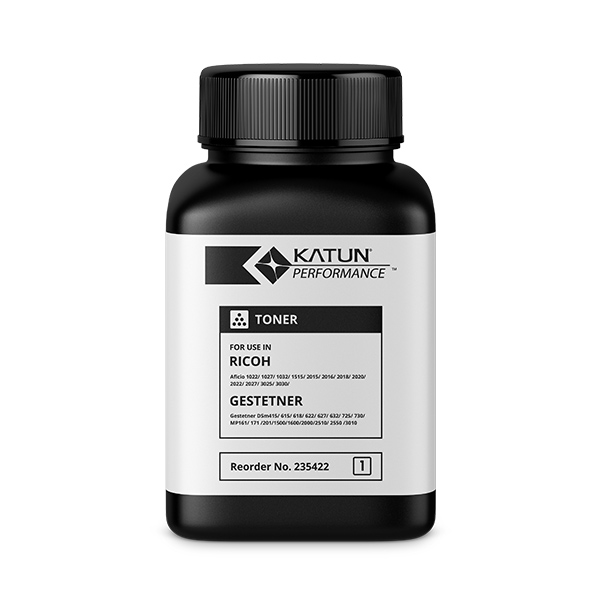 KATUN®
PERFORMANCE™
TONER
FOR USE IN
RICOH
Aficio 1022/ 1027/ 1032/ 1515/ 2015/ 2016/ 2018/ 2020/
2022/ 2027/ 3025/ 3030/
GESTETNER
Gestetner DSm415/ 615/ 618/ 622/ 627/ 632/ 725/ 730/
MP161/ 171 /201/1500/1600/2000/2510/ 2550 /3010
Reorder No. 235422 1